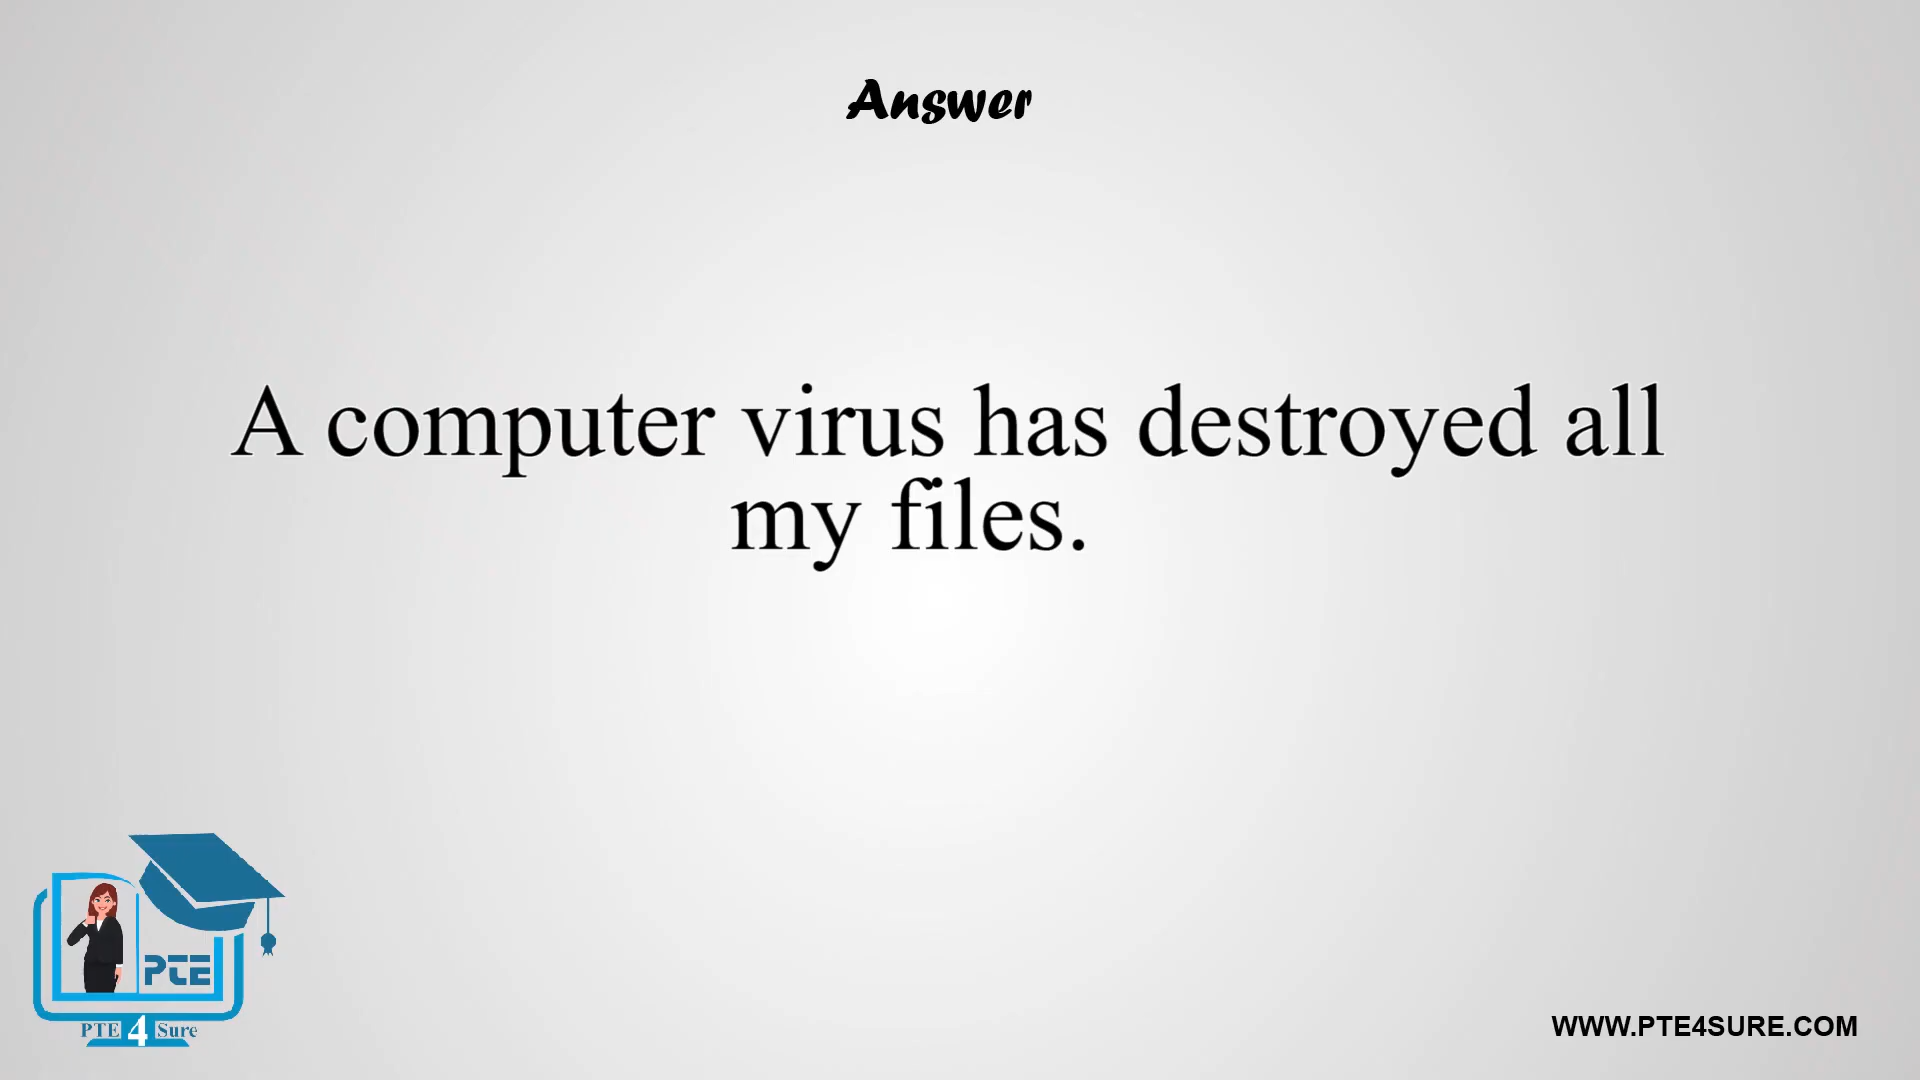 Answer
A computer virus has destroyed all
my files.
PTE
PTE 4 Sure
WWW.PTE4SURE.COM